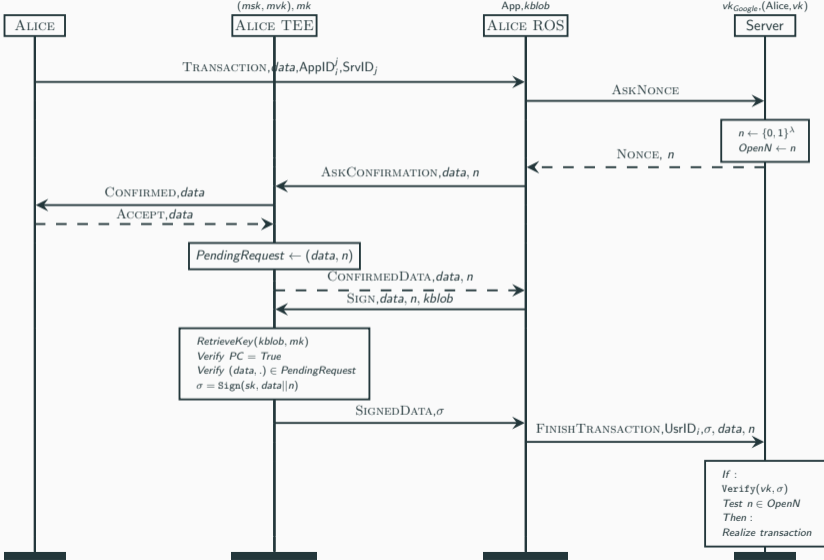 (msk, mvk), mk
App,kblob
vk_Google,(Alice,vk)
ALICE
ALICE TEE
ALICE ROS
Server
TRANSACTION,data,AppID_i^j,SrvID_j
ASKNONCE
n ← {0, 1}^λ
OpenN ← n
NONCE, n
ASKCONFIRMATION,data, n
CONFIRMED,data
ACCEPT,data
PendingRequest ← (data, n)
CONFIRMEDDATA,data, n
SIGN,data, n, kblob
RetrieveKey(kblob, mk)
Verify PC = True
Verify (data, .) ∈ PendingRequest
σ = Sign(sk, data||n)
SIGNEDDATA,σ
FINISHTRANSACTION,UsrID_i,σ, data, n
If :
Verify(vk, σ)
Test n ∈ OpenN
Then :
Realize transaction